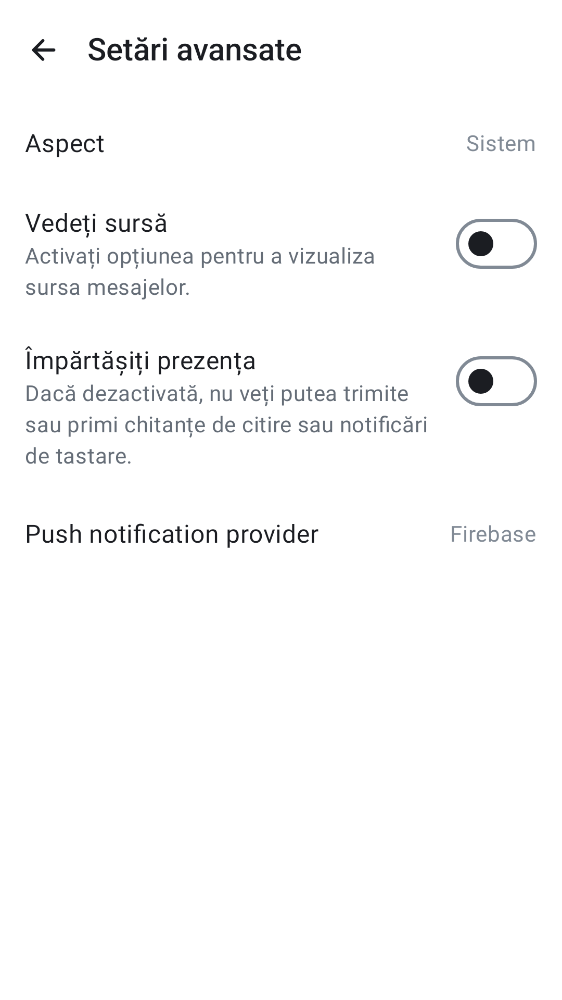 Setări avansate
Aspect
Sistem
Vedeți sursă
Activați opțiunea pentru a vizualiza
sursa mesajelor.
Împărtășiți prezența
Dacă dezactivată, nu veți putea trimite
sau primi chitanțe de citire sau notificări
de tastare.
Push notification provider
Firebase